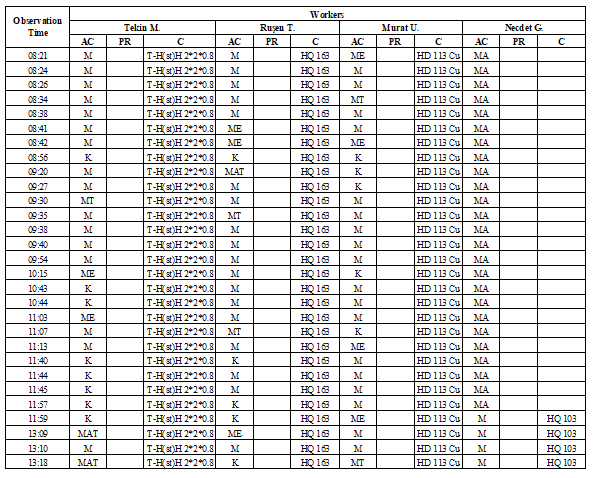 Observation Time Workers
Tekin M. Ruşen T. Murat U. Necdet G.
AC PR C AC PR C AC PR C AC PR C
08:21 M T-H(st)H 2*2*0.8 M HQ 163 ME HD 113 Cu MA
08:24 M T-H(st)H 2*2*0.8 M HQ 163 M HD 113 Cu MA
08:26 M T-H(st)H 2*2*0.8 M HQ 163 M HD 113 Cu MA
08:34 M T-H(st)H 2*2*0.8 M HQ 163 MT HD 113 Cu MA
08:38 M T-H(st)H 2*2*0.8 M HQ 163 M HD 113 Cu MA
08:41 M T-H(st)H 2*2*0.8 ME HQ 163 M HD 113 Cu MA
08:42 M T-H(st)H 2*2*0.8 ME HQ 163 ME HD 113 Cu MA
08:56 K T-H(st)H 2*2*0.8 K HQ 163 K HD 113 Cu MA
09:20 M T-H(st)H 2*2*0.8 MAT HQ 163 K HD 113 Cu MA
09:27 M T-H(st)H 2*2*0.8 M HQ 163 K HD 113 Cu MA
09:30 MT T-H(st)H 2*2*0.8 M HQ 163 M HD 113 Cu MA
09:35 M T-H(st)H 2*2*0.8 MT HQ 163 M HD 113 Cu MA
09:38 M T-H(st)H 2*2*0.8 M HQ 163 M HD 113 Cu MA
09:40 M T-H(st)H 2*2*0.8 M HQ 163 M HD 113 Cu MA
09:54 M T-H(st)H 2*2*0.8 M HQ 163 M HD 113 Cu MA
10:15 ME T-H(st)H 2*2*0.8 M HQ 163 K HD 113 Cu MA
10:43 K T-H(st)H 2*2*0.8 M HQ 163 M HD 113 Cu MA
10:44 K T-H(st)H 2*2*0.8 M HQ 163 M HD 113 Cu MA
11:03 ME T-H(st)H 2*2*0.8 M HQ 163 M HD 113 Cu MA
11:07 M T-H(st)H 2*2*0.8 MT HQ 163 K HD 113 Cu MA
11:13 M T-H(st)H 2*2*0.8 M HQ 163 ME HD 113 Cu MA
11:40 K T-H(st)H 2*2*0.8 K HQ 163 M HD 113 Cu MA
11:44 K T-H(st)H 2*2*0.8 M HQ 163 M HD 113 Cu MA
11:45 K T-H(st)H 2*2*0.8 M HQ 163 M HD 113 Cu MA
11:57 K T-H(st)H 2*2*0.8 K HQ 163 M HD 113 Cu MA
11:59 K T-H(st)H 2*2*0.8 K HQ 163 ME HD 113 Cu M HQ 103
13:09 MAT T-H(st)H 2*2*0.8 ME HQ 163 M HD 113 Cu M HQ 103
13:10 M T-H(st)H 2*2*0.8 M HQ 163 M HD 113 Cu M HQ 103
13:18 MAT T-H(st)H 2*2*0.8 K HQ 163 MT HD 113 Cu M HQ 103